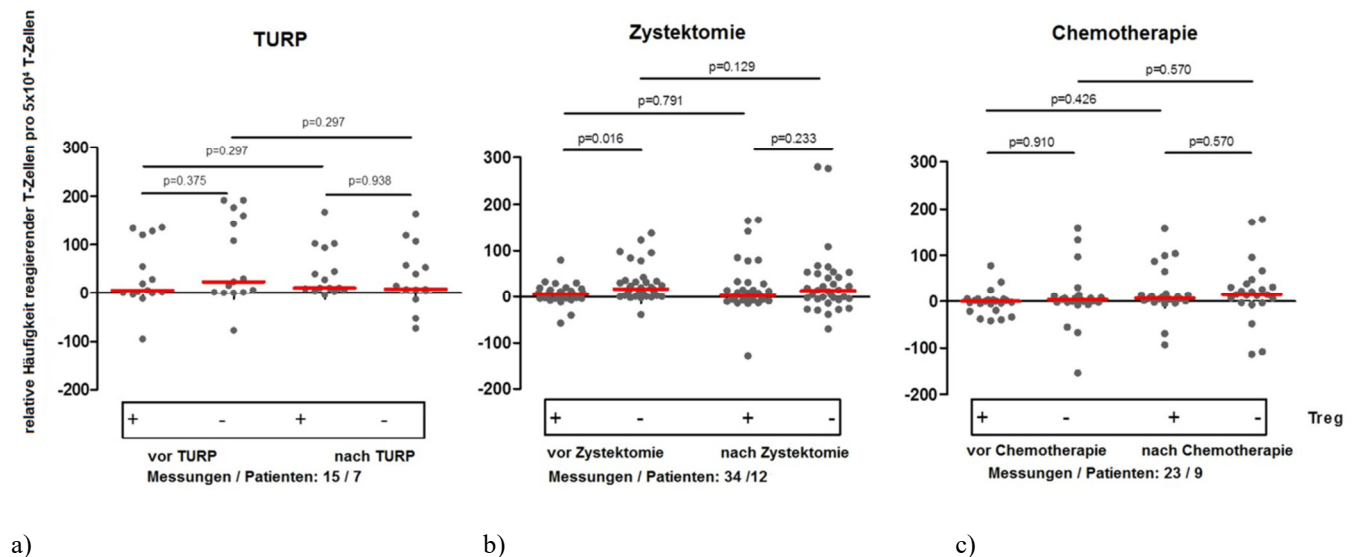 relative Häufigkeit reagierender T-Zellen pro 5x10⁴ T-Zellen
TURP
p=0.297
p=0.297
p=0.375
p=0.938
300
200
100
0
-100
-200
+ - + -
vor TURP nach TURP
Messungen / Patienten: 15 / 7
Zystektomie
p=0.129
p=0.791
p=0.016
p=0.233
300
200
100
0
-100
-200
+ - + -
vor Zystektomie nach Zystektomie
Messungen / Patienten: 34 /12
Chemotherapie
p=0.570
p=0.426
p=0.910
p=0.570
300
200
100
0
-100
-200
+ - + -
Treg
vor Chemotherapie nach Chemotherapie
Messungen / Patienten: 23 / 9
a) b) c)